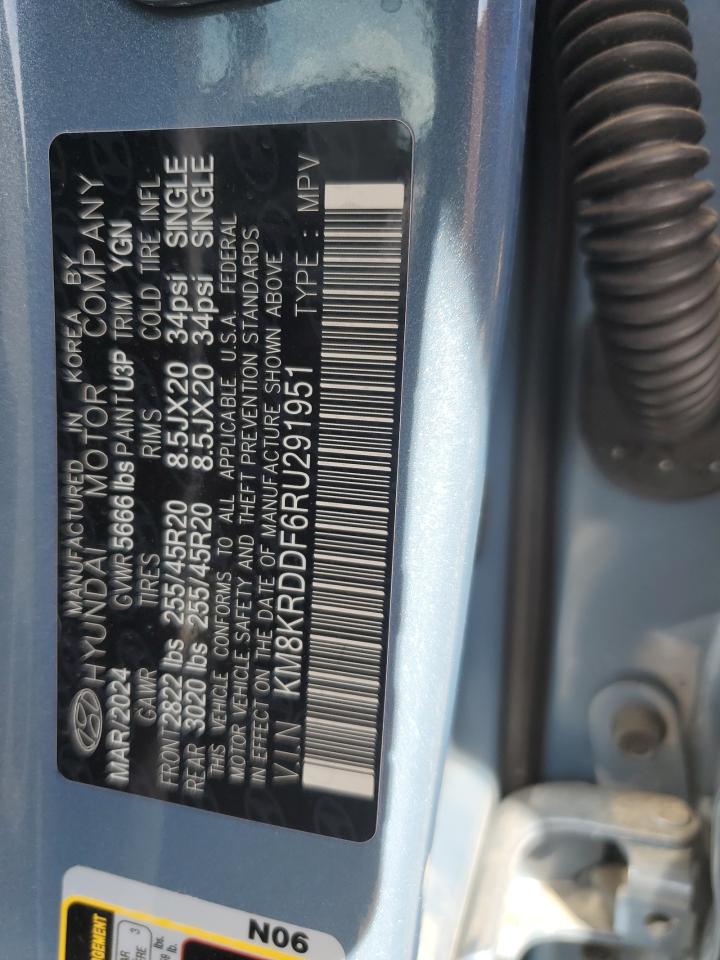 MANUFACTURED IN KOREA BY
HYUNDAI MOTOR COMPANY
MAR/2024 GVWR 5666 lbs PAINT U3P TRIM YGN
GAWR TIRES RIMS COLD TIRE INFL
FRONT 2822 lbs 255/45R20 8.5JX20 34psi SINGLE
REAR 3020 lbs 255/45R20 8.5JX20 34psi SINGLE
THIS VEHICLE CONFORMS TO ALL APPLICABLE U.S.A. FEDERAL
MOTOR VEHICLE SAFETY AND THEFT PREVENTION STANDARDS
IN EFFECT ON THE DATE OF MANUFACTURE SHOWN ABOVE
V.I.N KM8KRDDF6RU291951 TYPE : MPV
N06
3
lbs.
lb.